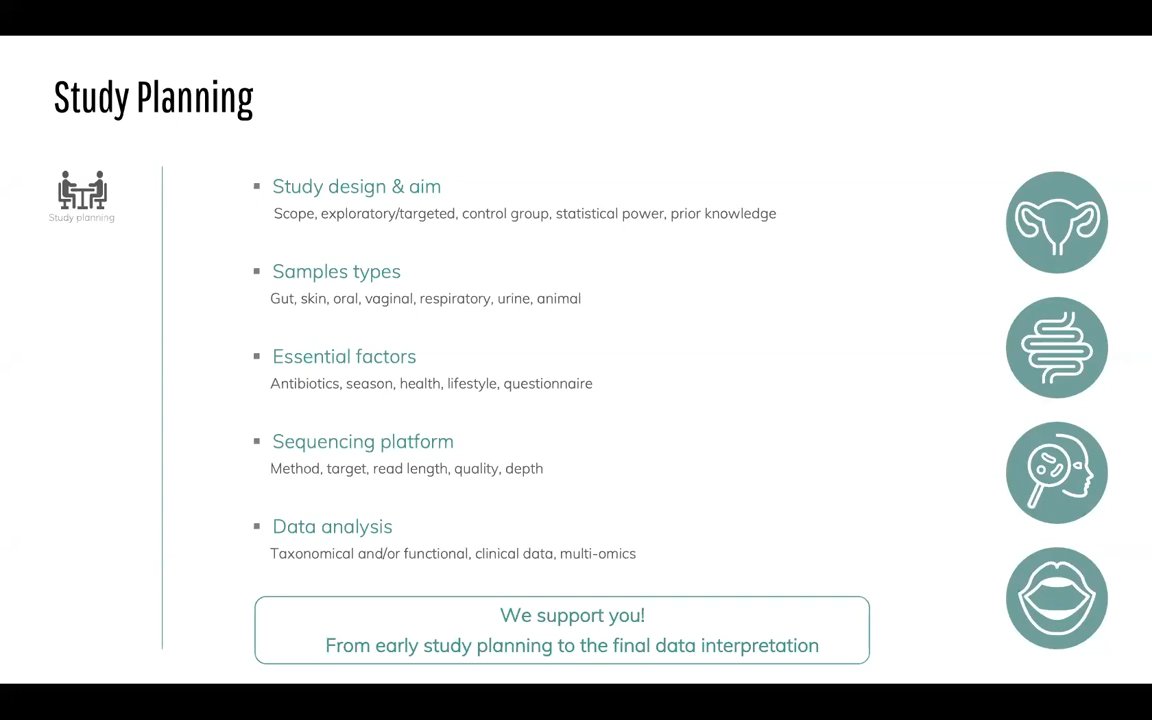 Study Planning
Study planning
Study design & aim
Scope, exploratory/targeted, control group, statistical power, prior knowledge
Samples types
Gut, skin, oral, vaginal, respiratory, urine, animal
Essential factors
Antibiotics, season, health, lifestyle, questionnaire
Sequencing platform
Method, target, read length, quality, depth
Data analysis
Taxonomical and/or functional, clinical data, multi-omics
We support you!
From early study planning to the final data interpretation